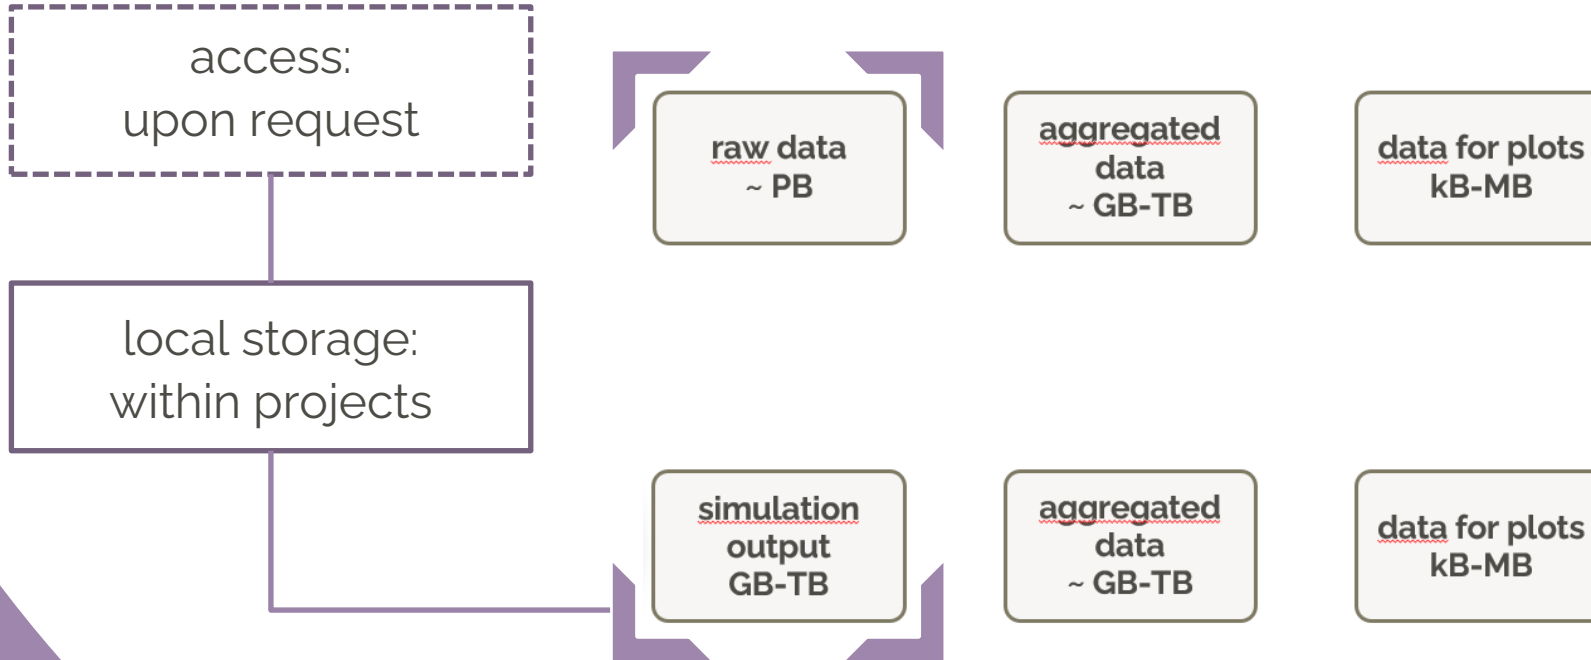 access:
upon request
local storage:
within projects
raw data
~ PB
aggregated
data
~ GB-TB
data for plots
kB-MB
simulation
output
GB-TB
aggregated
data
~ GB-TB
data for plots
kB-MB